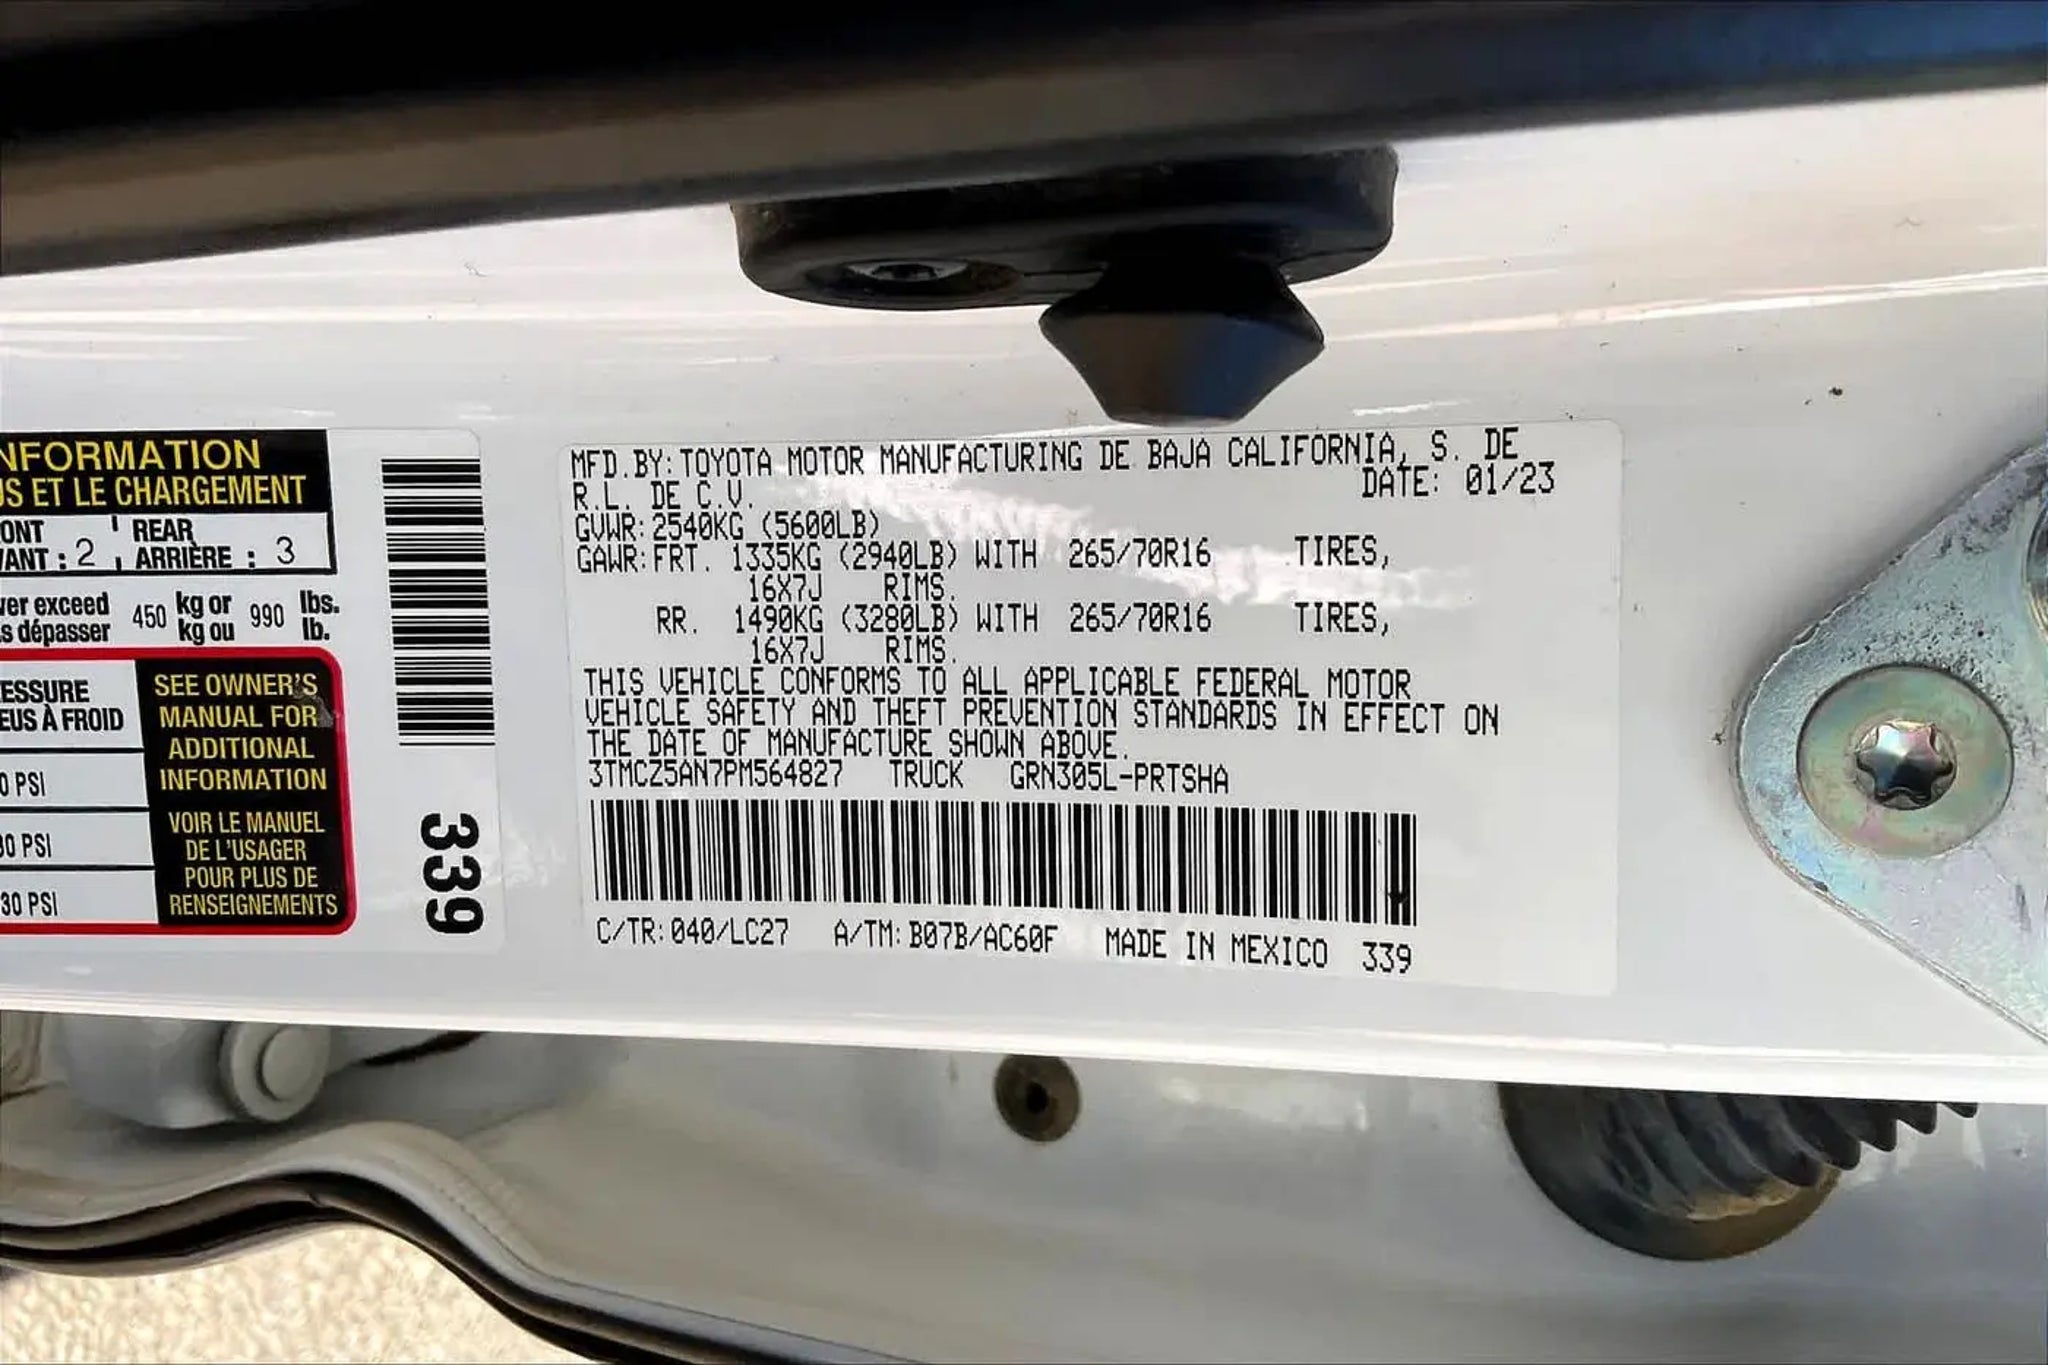 NFORMATION
US ET LE CHARGEMENT
ONT REAR
VANT : 2 ARRIÈRE : 3
ver exceed 450 kg or 990 lbs.
s dépasser kg ou lb.
ESSURE
EUS À FROID
0 PSI
30 PSI
30 PSI
SEE OWNER'S
MANUAL FOR
ADDITIONAL
INFORMATION
VOIR LE MANUEL
DE L'USAGER
POUR PLUS DE
RENSEIGNEMENTS
339
MFD.BY:TOYOTA MOTOR MANUFACTURING DE BAJA CALIFORNIA, S. DE
R.L. DE C.V. DATE: 01/23
GVWR:2540KG (5600LB)
GAWR:FRT. 1335KG (2940LB) WITH 265/70R16 TIRES,
16X7J RIMS.
RR. 1490KG (3280LB) WITH 265/70R16 TIRES,
16X7J RIMS.
THIS VEHICLE CONFORMS TO ALL APPLICABLE FEDERAL MOTOR
VEHICLE SAFETY AND THEFT PREVENTION STANDARDS IN EFFECT ON
THE DATE OF MANUFACTURE SHOWN ABOVE.
3TMCZ5AN7PM564827 TRUCK GRN305L-PRTSHA
C/TR:040/LC27 A/TM:B07B/AC60F MADE IN MEXICO 339